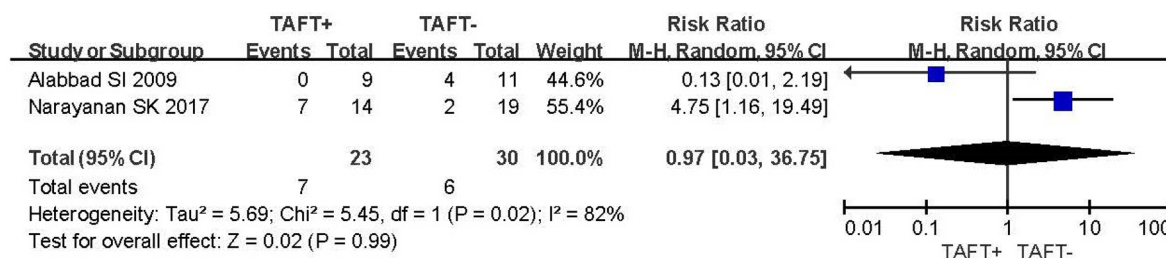 TAFT+ TAFT- Risk Ratio Risk Ratio
Study or Subgroup Events Total Events Total Weight M-H, Random, 95% CI M-H, Random, 95% CI
Alabbad SI 2009 0 9 4 11 44.6% 0.13 [0.01, 2.19]
Narayanan SK 2017 7 14 2 19 55.4% 4.75 [1.16, 19.49]
Total (95% CI) 23 30 100.0% 0.97 [0.03, 36.75]
Total events 7 6
Heterogeneity: Tau² = 5.69; Chi² = 5.45, df = 1 (P = 0.02); I² = 82%
Test for overall effect: Z = 0.02 (P = 0.99)
0.01 0.1 1 10 100
TAFT+ TAFT-